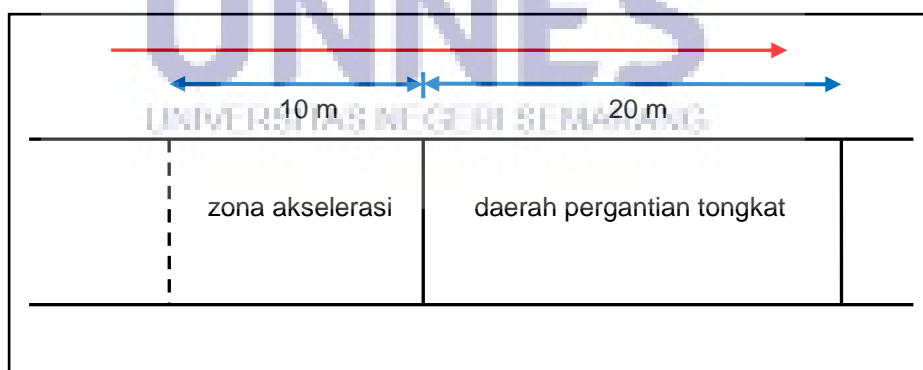 UNNES
10 m 20 m
UNIVERSITAS NEGERI SEMARANG
zona akselerasi daerah pergantian tongkat